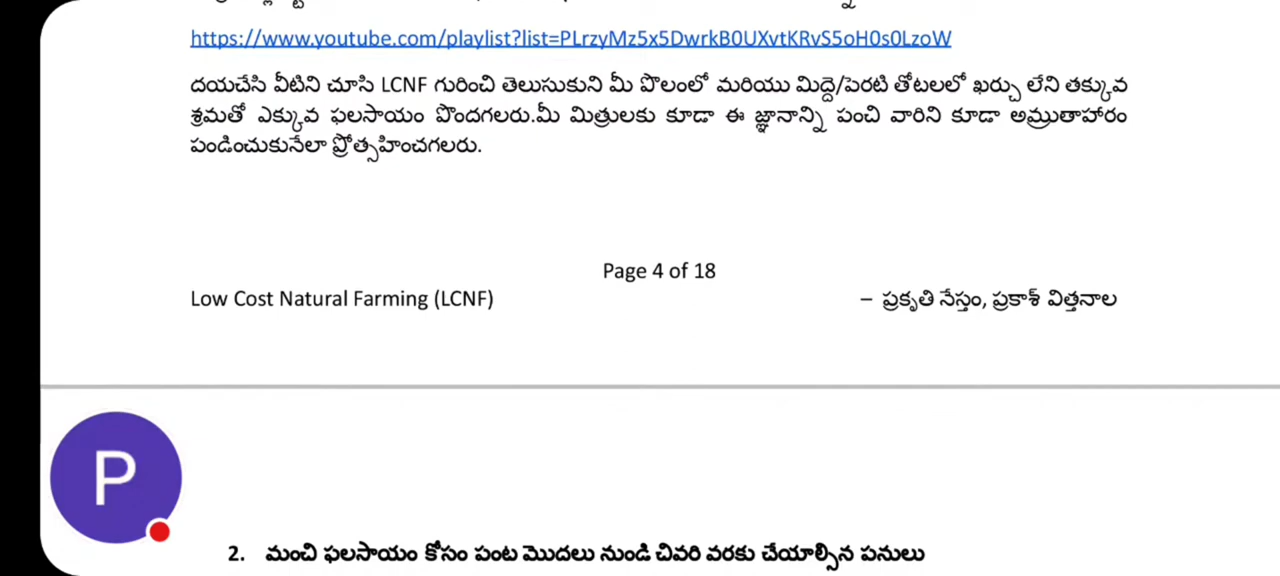 https://www.youtube.com/playlist?list=PLrzyMz5x5DwrkB0UXvtKRvS5oH0s0LzoW
దయచేసి వీటిని చూసి LCNF గురించి తెలుసుకుని మీ పొలంలో మరియు మిద్దె/పెరటి తోటలలో ఖర్చు లేని తక్కువ
శ్రమతో ఎక్కువ ఫలసాయం పొందగలరు.మీ మిత్రులకు కూడా ఈ జ్ఞానాన్ని పంచి వారిని కూడా అమ్రుతాహారం
పండించుకునేలా ప్రోత్సహించగలరు.
Page 4 of 18
Low Cost Natural Farming (LCNF) – ప్రకృతి నేస్తం, ప్రకాశ్ విత్తనాల
P
2. మంచి ఫలసాయం కోసం పంట మొదలు నుండి చివరి వరకు చేయాల్సిన పనులు